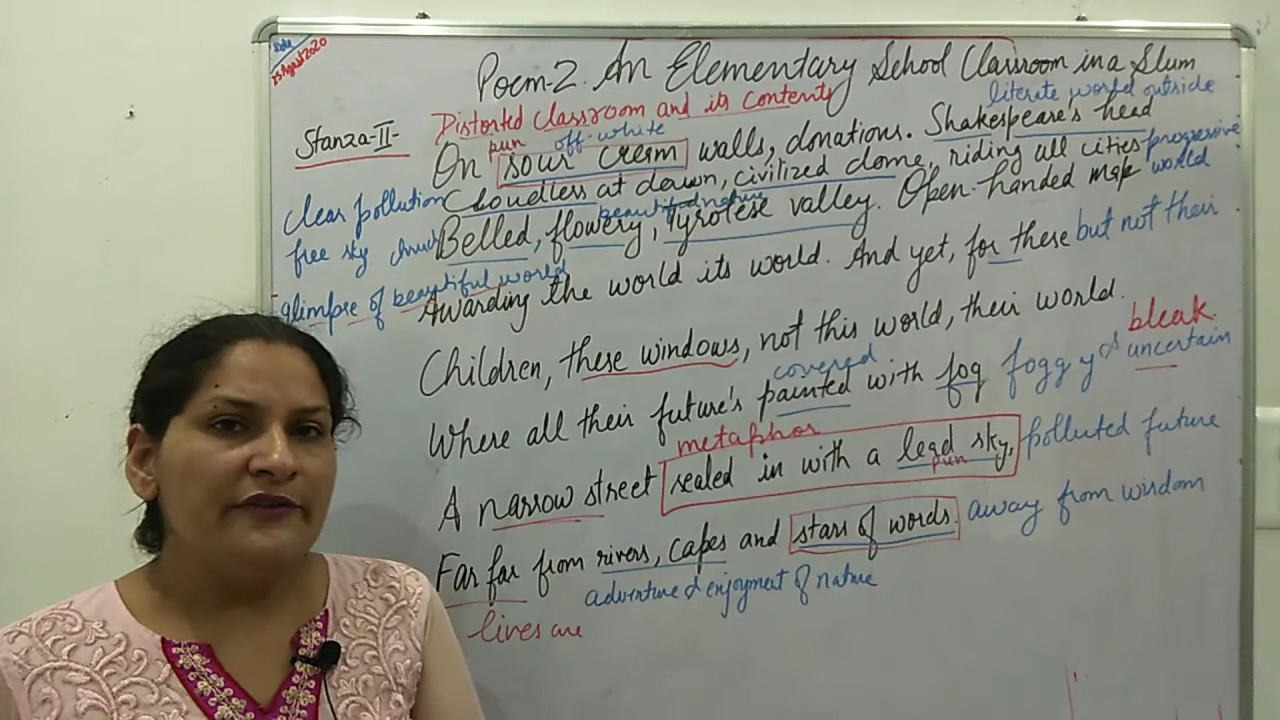 Date
25 August 2020
Poem-2. An Elementary School Classroom in a Slum
Distorted Classroom and its Contents
literate world outside
Stanza-II-
pun off-white
On sour cream walls, donations. Shakespeare's head
progressive world
clear pollution free sky
Cloudless at dawn, civilized dome, riding all cities
beautiful nature
church Belled, flowery, Tyrolese valley. Open-handed map
glimpse of beautiful world
Awarding the world its world. And yet, for these but not their
Children, these windows, not this world, their world.
covered
bleak
Where all their future's painted with fog foggy & uncertain
metaphor
A narrow street sealed in with a lead sky, polluted future
pun
Far far from rivers, capes and stars of words. away from wisdom
adventure & enjoyment of nature
lives are